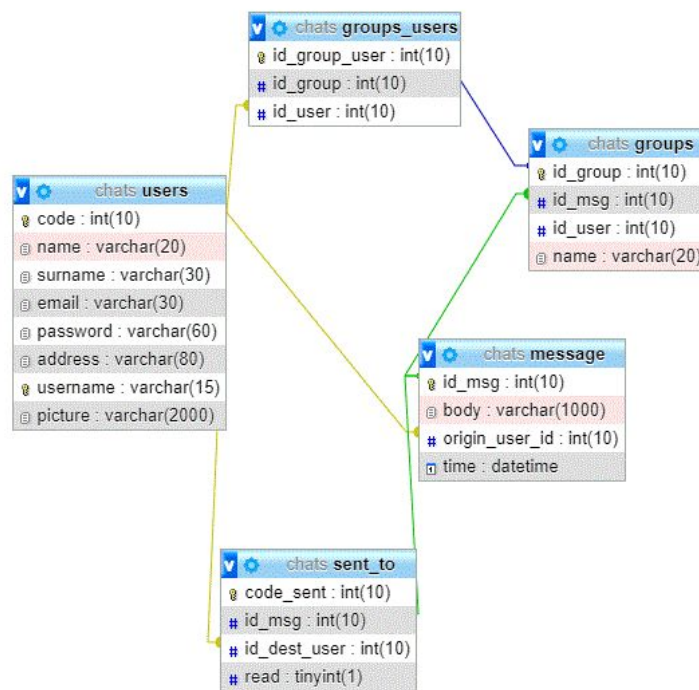 chats groups_users
id_group_user : int(10)
# id_group : int(10)
# id_user : int(10)
chats groups
id_group : int(10)
# id_msg : int(10)
# id_user : int(10)
name : varchar(20)
chats users
code : int(10)
name : varchar(20)
surname : varchar(30)
email : varchar(30)
password : varchar(60)
address : varchar(80)
username : varchar(15)
picture : varchar(2000)
chats message
id_msg : int(10)
body : varchar(1000)
# origin_user_id : int(10)
time : datetime
chats sent_to
code_sent : int(10)
# id_msg : int(10)
# id_dest_user : int(10)
# read : tinyint(1)